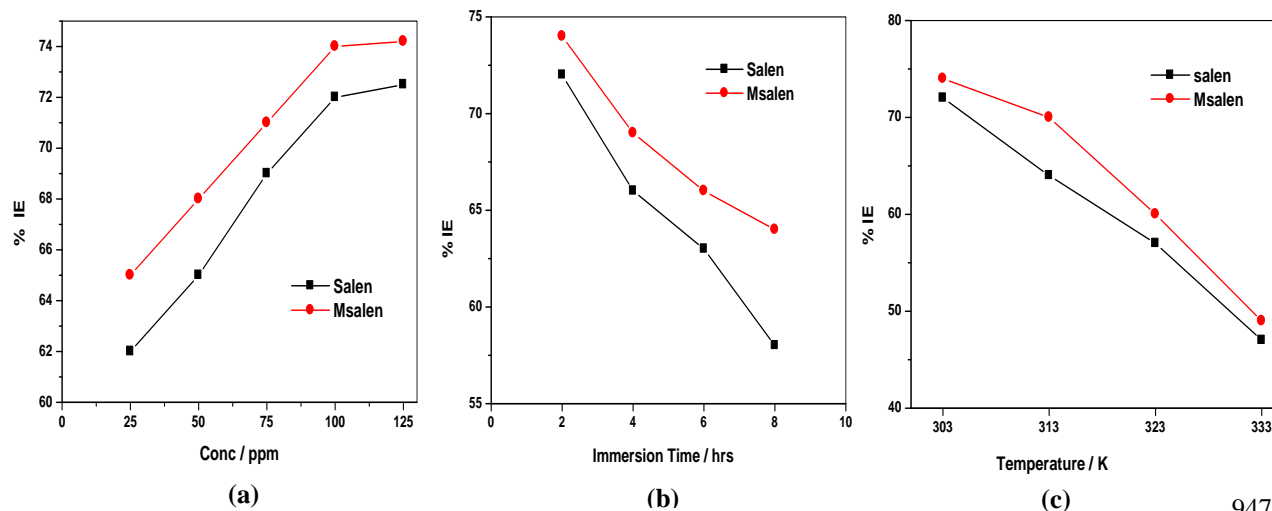 74
72
70
68
66
64
62
60
% IE
Salen
Msalen
0
25
50
75
100
125
Conc / ppm
(a)
75
70
65
60
55
% IE
Salen
Msalen
0
2
4
6
8
10
Immersion Time / hrs
(b)
80
70
60
50
40
% IE
salen
Msalen
303
313
323
333
Temperature / K
(c)
947